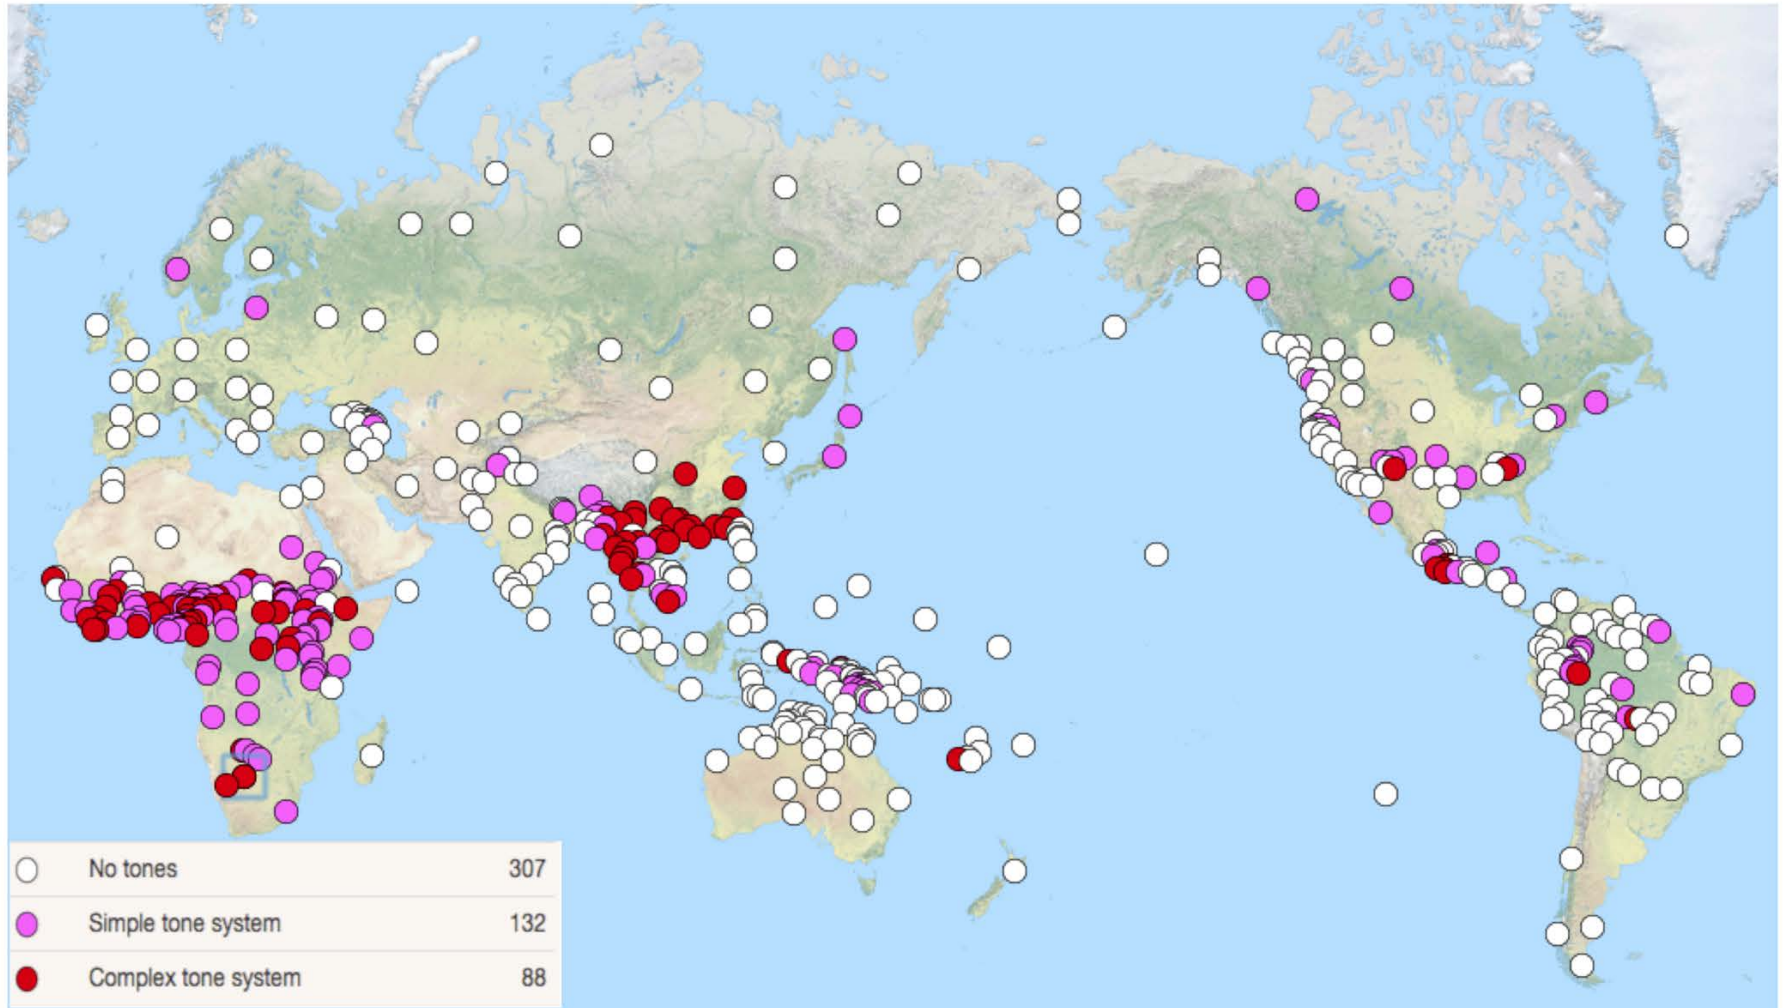 No tones 307
Simple tone system 132
Complex tone system 88